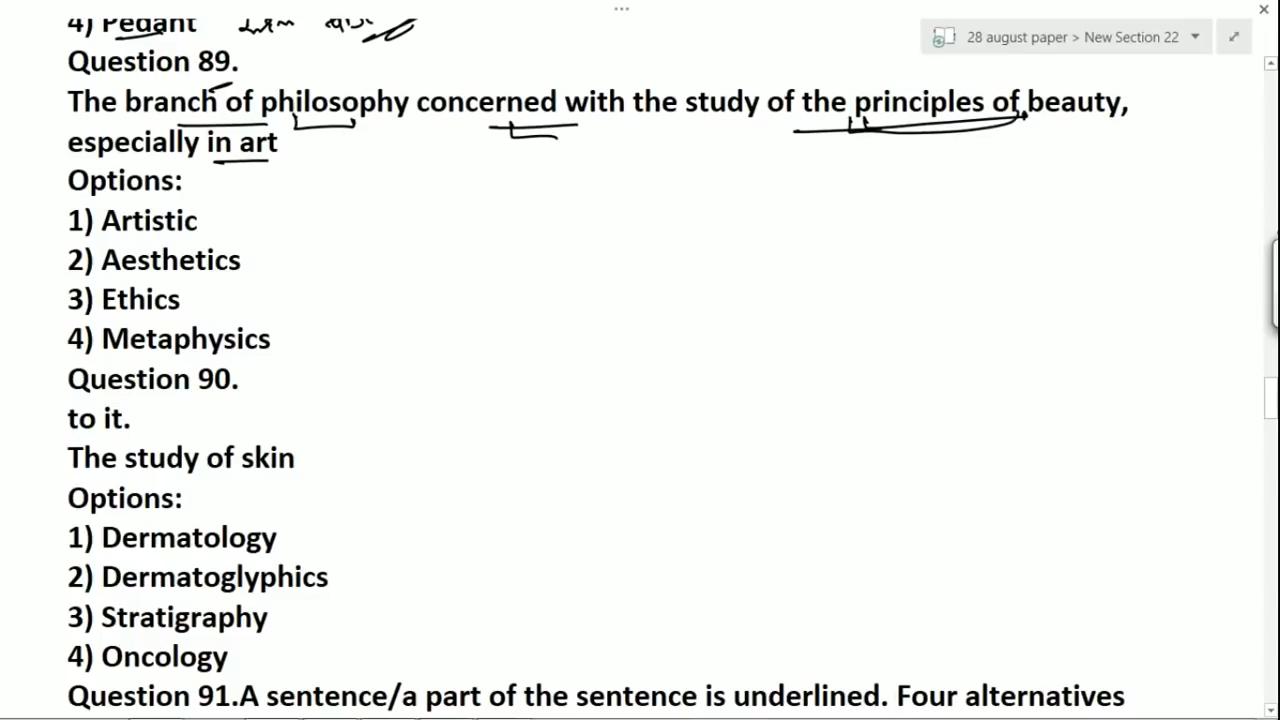 4) Pedant
28 august paper > New Section 22
Question 89.
The branch of philosophy concerned with the study of the principles of beauty,
especially in art
Options:
1) Artistic
2) Aesthetics
3) Ethics
4) Metaphysics
Question 90.
to it.
The study of skin
Options:
1) Dermatology
2) Dermatoglyphics
3) Stratigraphy
4) Oncology
Question 91.A sentence/a part of the sentence is underlined. Four alternatives